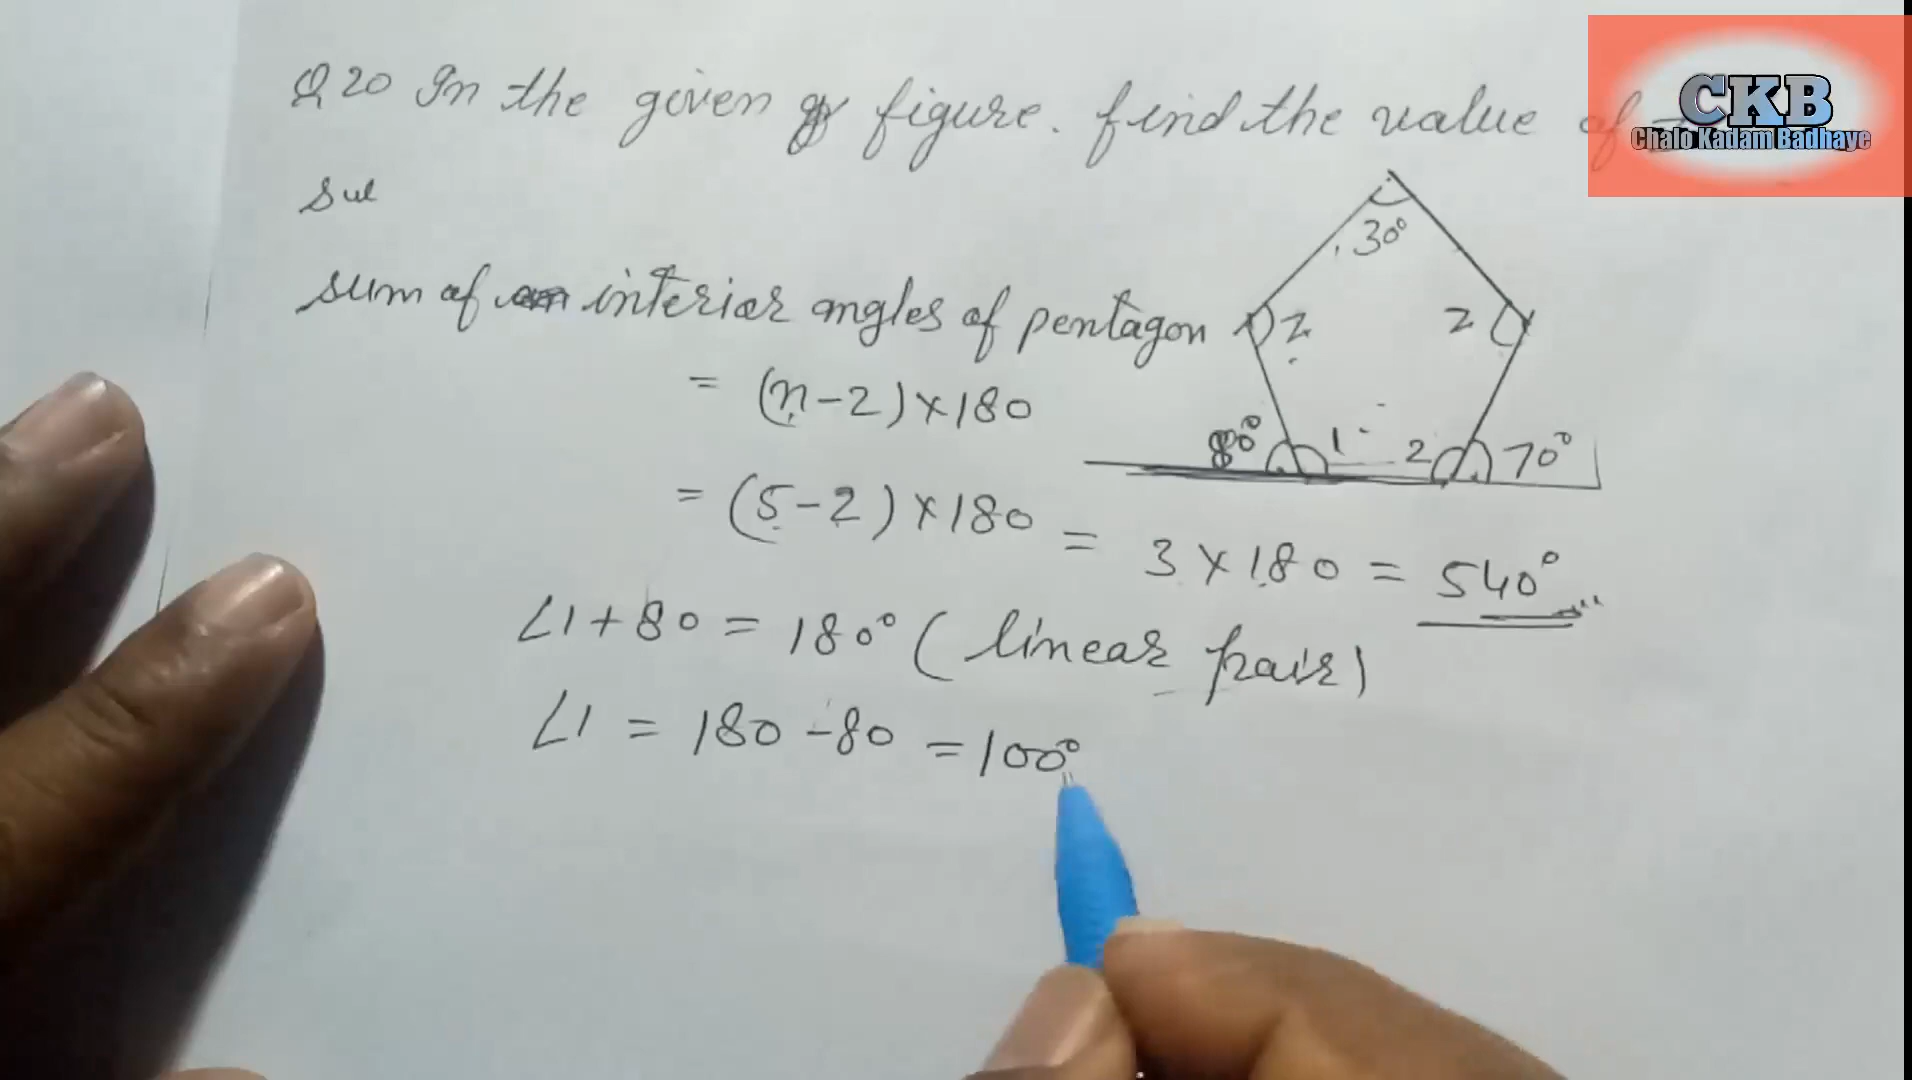 Q20 In the given figure. find the value of
CKB
Chalo Kadam Badhaye
sul
30°
sum of interior angles of pentagon
z
z
= (n-2)×180
80°
1
2
70°
= (5-2)×180 = 3×180 = 540°
∠1+80 = 180° (linear pair)
∠1 = 180-80 = 100°